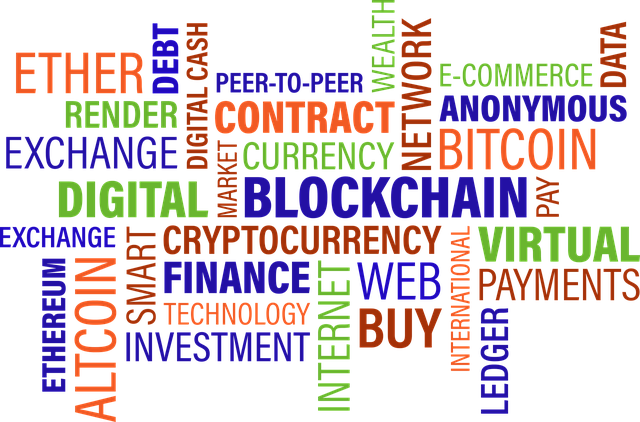 ETHER
DEBT
DIGITAL CASH
PEER-TO-PEER
WEALTH
NETWORK
E-COMMERCE
DATA
RENDER
CONTRACT
ANONYMOUS
EXCHANGE
MARKET
CURRENCY
BITCOIN
DIGITAL
BLOCKCHAIN
PAY
EXCHANGE
SMART
CRYPTOCURRENCY
INTERNATIONAL
VIRTUAL
ETHEREUM
ALTCOIN
FINANCE
INTERNET
WEB
PAYMENTS
TECHNOLOGY
BUY
LEDGER
INVESTMENT